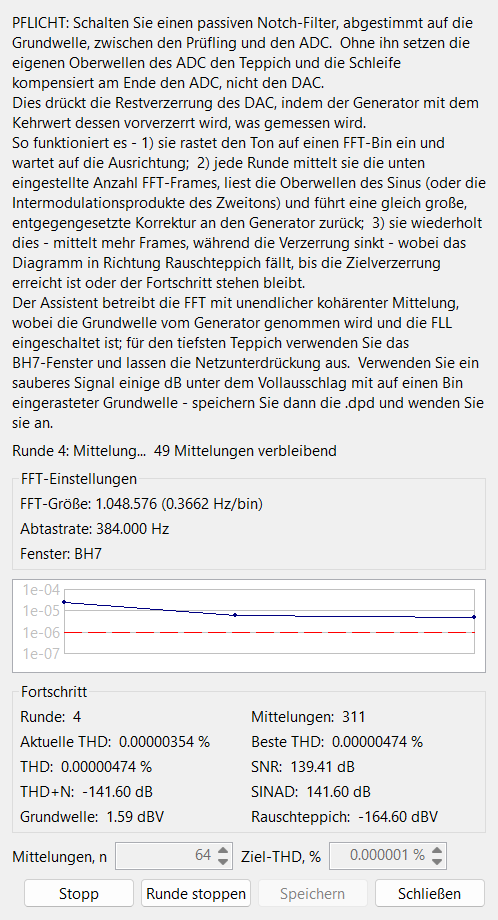 PFLICHT: Schalten Sie einen passiven Notch-Filter, abgestimmt auf die
Grundwelle, zwischen den Prüfling und den ADC.  Ohne ihn setzen die
eigenen Oberwellen des ADC den Teppich und die Schleife
kompensiert am Ende den ADC, nicht den DAC.
Dies drückt die Restverzerrung des DAC, indem der Generator mit dem
Kehrwert dessen vorverzerrt wird, was gemessen wird.
So funktioniert es - 1) sie rastet den Ton auf einen FFT-Bin ein und
wartet auf die Ausrichtung;  2) jede Runde mittelt sie die unten
eingestellte Anzahl FFT-Frames, liest die Oberwellen des Sinus (oder die
Intermodulationsprodukte des Zweitons) und führt eine gleich große,
entgegengesetzte Korrektur an den Generator zurück;  3) sie wiederholt
dies - mittelt mehr Frames, während die Verzerrung sinkt - wobei das
Diagramm in Richtung Rauschteppich fällt, bis die Zielverzerrung
erreicht ist oder der Fortschritt stehen bleibt.
Der Assistent betreibt die FFT mit unendlicher kohärenter Mittelung,
wobei die Grundwelle vom Generator genommen wird und die FLL
eingeschaltet ist; für den tiefsten Teppich verwenden Sie das
BH7-Fenster und lassen die Netzunterdrückung aus.  Verwenden Sie ein
sauberes Signal einige dB unter dem Vollausschlag mit auf einen Bin
eingerasteter Grundwelle - speichern Sie dann die .dpd und wenden Sie
sie an.
Runde 4: Mittelung...  49 Mittelungen verbleibend
FFT-Einstellungen
FFT-Größe: 1.048.576 (0.3662 Hz/bin)
Abtastrate: 384.000 Hz
Fenster: BH7
1e-04
1e-05
1e-06
1e-07
Fortschritt
Runde:  4
Mittelungen:  311
Aktuelle THD:  0.00000354 %
Beste THD:  0.00000474 %
THD:  0.00000474 %
SNR:  139.41 dB
THD+N:  -141.60 dB
SINAD:  141.60 dB
Grundwelle:  1.59 dBV
Rauschteppich:  -164.60 dBV
Mittelungen, n
64
Ziel-THD, %
0.000001 %
Stopp
Runde stoppen
Speichern
Schließen